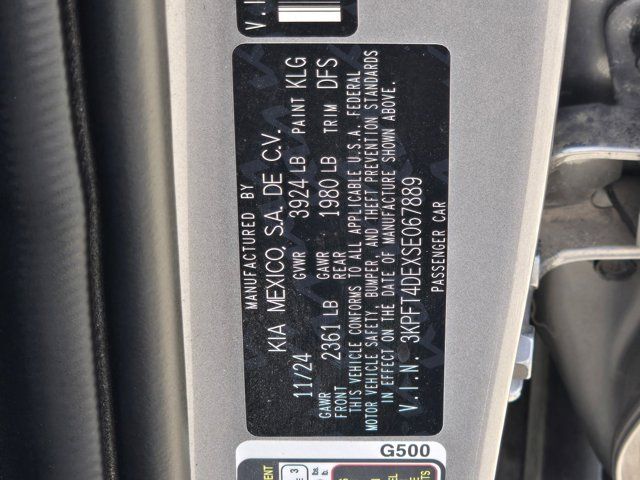 V.I
MANUFACTURED BY
KIA MEXICO, S.A. DE C.V.
11/24 GVWR 3924 LB PAINT KLG
GAWR FRONT 2361 LB GAWR REAR 1980 LB TRIM DFS
THIS VEHICLE CONFORMS TO ALL APPLICABLE U.S.A. FEDERAL
MOTOR VEHICLE SAFETY, BUMPER, AND THEFT PREVENTION STANDARDS
IN EFFECT ON THE DATE OF MANUFACTURE SHOWN ABOVE.
V.I.N. 3KPFT4DEXSE067889
PASSENGER CAR
G500